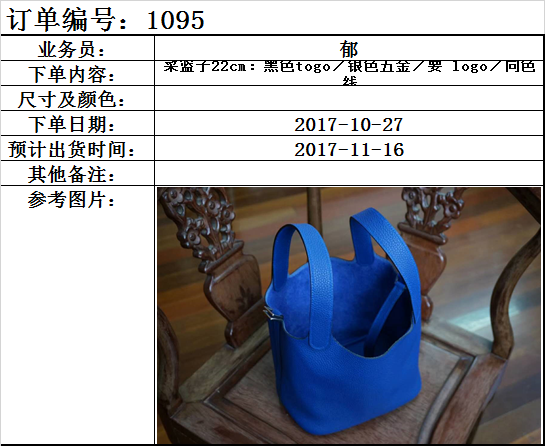 订单编号：1095
业务员： 郁
下单内容： 菜篮子22cm：黑色togo／银色五金／要 logo／同色
线
尺寸及颜色：
下单日期： 2017-10-27
预计出货时间： 2017-11-16
其他备注：
参考图片：